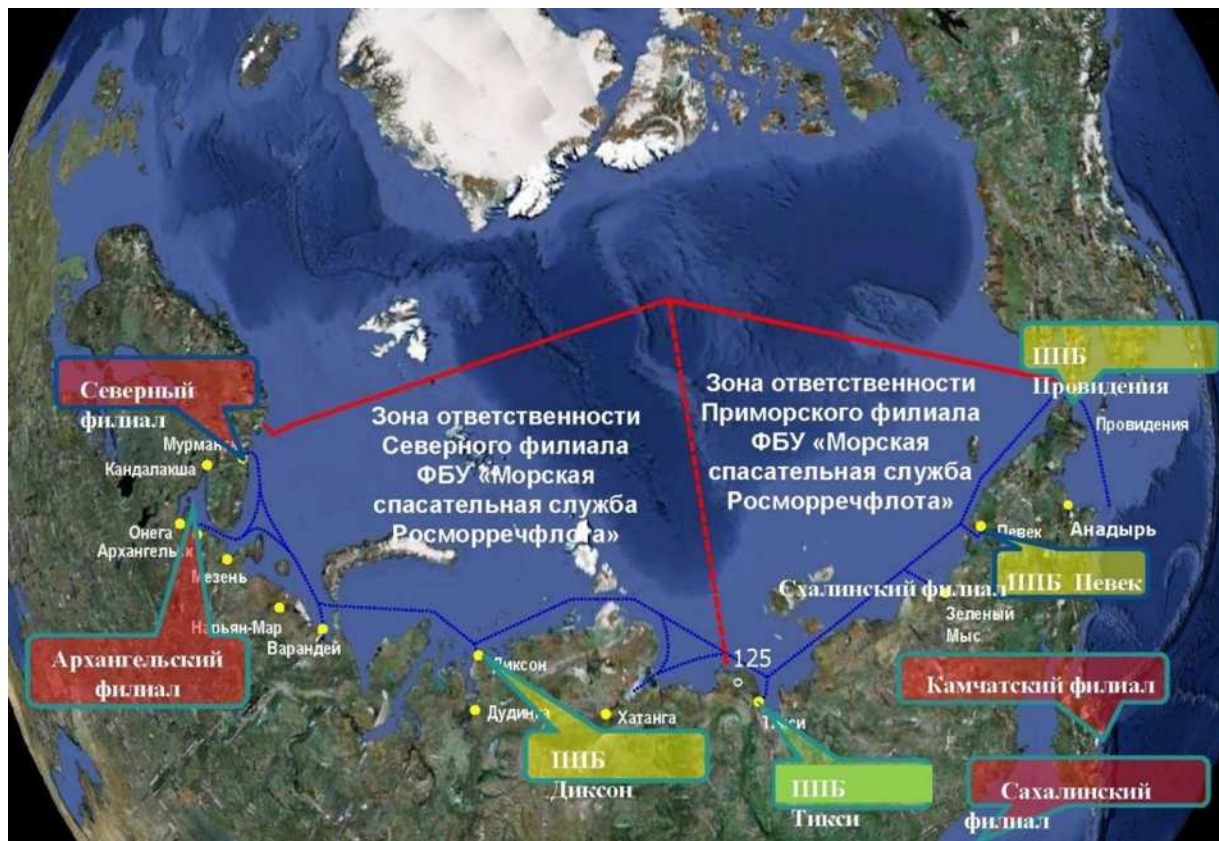 ППБ
Провидения
Северный
филиал
Зона ответственности
Северного филиала
ФБУ «Морская
спасательная служба
Росморречфлота»
Зона ответственности
Приморского филиала
ФБУ «Морская
спасательная служба
Росморречфлота»
Провидения
Кандалакша
Онега
Архангельск
Мезень
Певек
Анадырь
ППБ Певек
Схалинский филиал
Зеленый
Мыс
Нарьян-Мар
Варандей
Архангельский
филиал
Диксон
125
Камчатский филиал
Дудинка
Хатанга
Тикси
ППБ
Диксон
ППБ
Тикси
Сахалинский
филиал